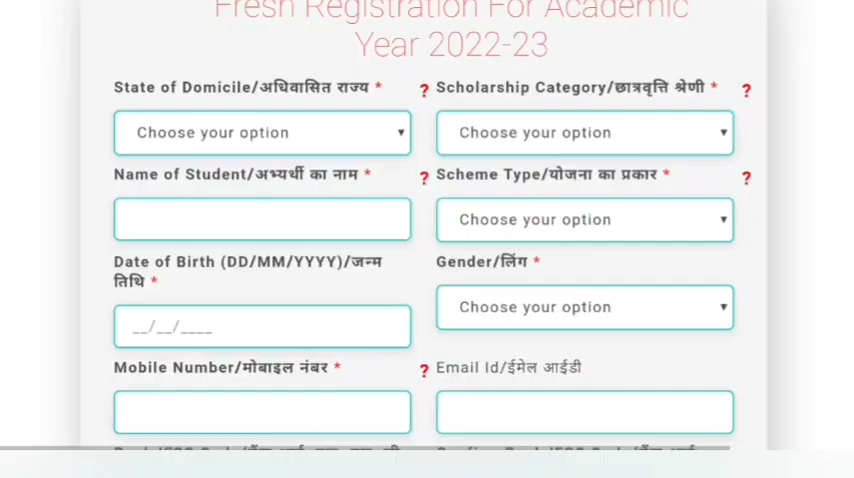 Fresh Registration For Academic
Year 2022-23
State of Domicile/अधिवासित राज्य * ? Scholarship Category/छात्रवृत्ति श्रेणी * ?
Choose your option Choose your option
Name of Student/अभ्यर्थी का नाम * ? Scheme Type/योजना का प्रकार * ?
Choose your option
Date of Birth (DD/MM/YYYY)/जन्म Gender/लिंग *
तिथि *
Choose your option
__/__/____
Mobile Number/मोबाइल नंबर * ? Email Id/ईमेल आईडी